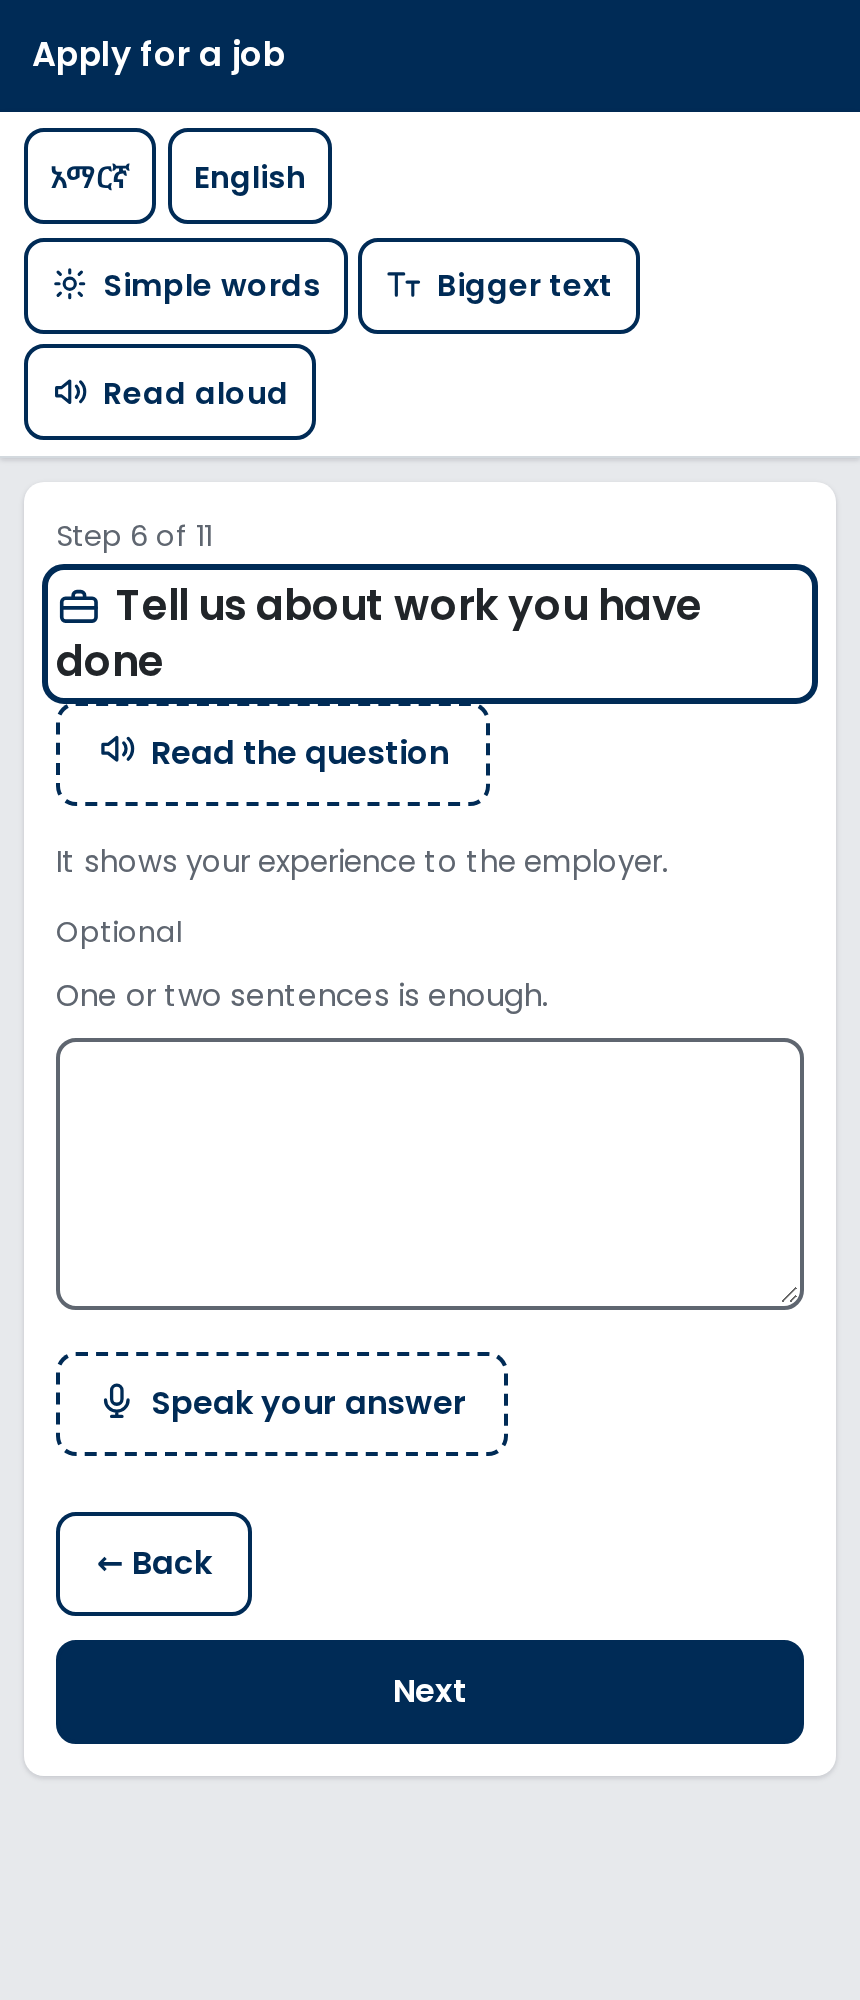 Apply for a job
አማርኛ
English
Simple words
Bigger text
Read aloud
Step 6 of 11
Tell us about work you have
done
Read the question
It shows your experience to the employer.
Optional
One or two sentences is enough.
Speak your answer
← Back
Next